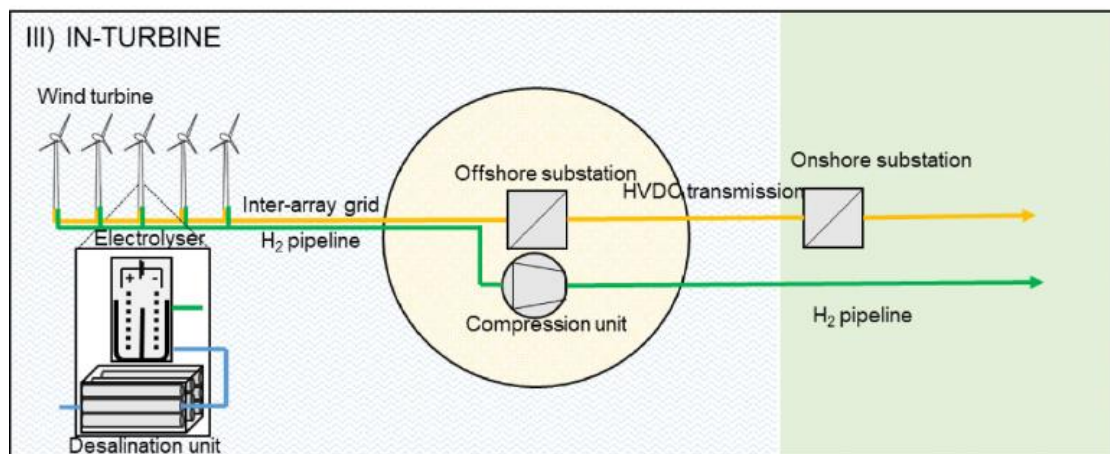 III) IN-TURBINE
Wind turbine
Offshore substation
Onshore substation
HVDC transmission
Inter-array grid
Electrolyser
H₂ pipeline
+ -
Compression unit
H₂ pipeline
Desalination unit